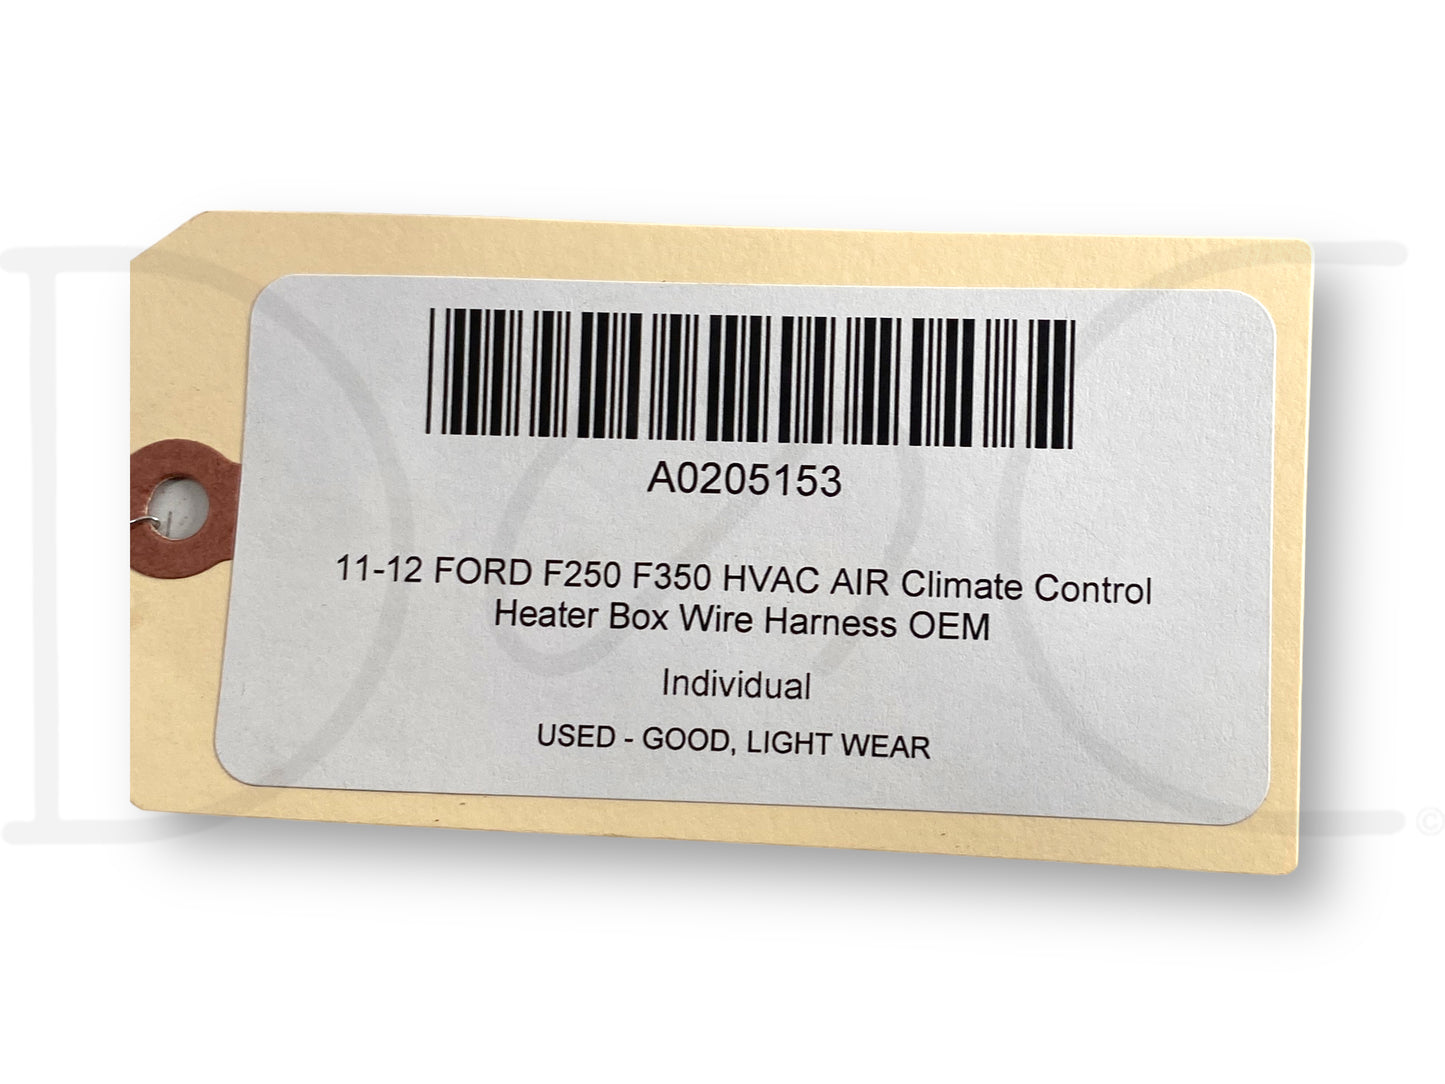 A0205153
11-12 FORD F250 F350 HVAC AIR Climate Control
Heater Box Wire Harness OEM
Individual
USED - GOOD, LIGHT WEAR
D
C
©